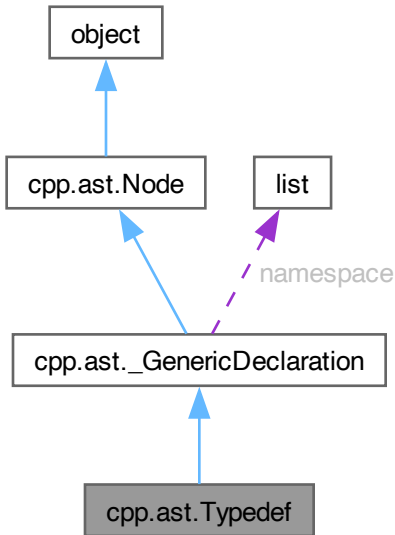 object
cpp.ast.Node
list
namespace
cpp.ast._GenericDeclaration
cpp.ast.Typedef